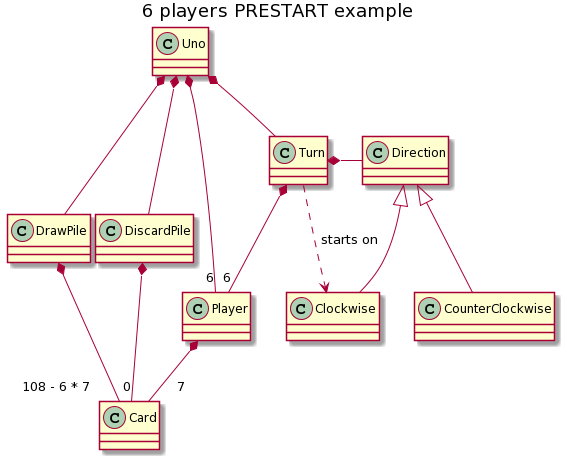 6 players PRESTART example
C Uno
C Turn
C Direction
C DrawPile
C DiscardPile
starts on
6 6
C Player
C Clockwise
C CounterClockwise
108 - 6 * 7
0
7
C Card